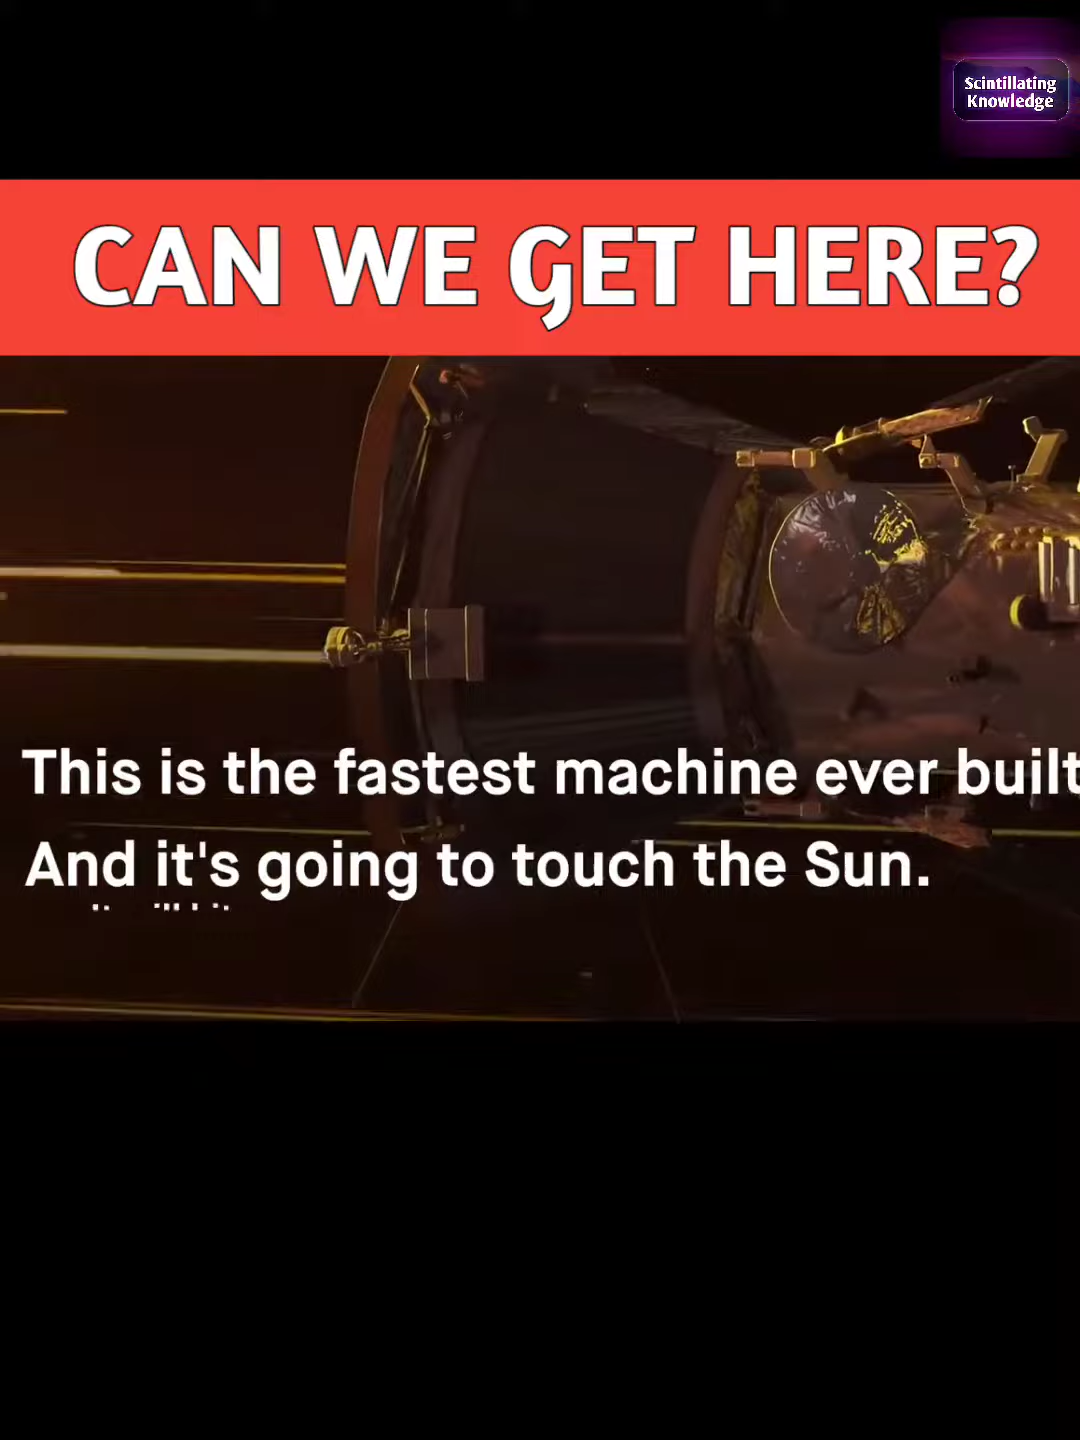 Scintillating
Knowledge
CAN WE GET HERE?
This is the fastest machine ever built
And it's going to touch the Sun.